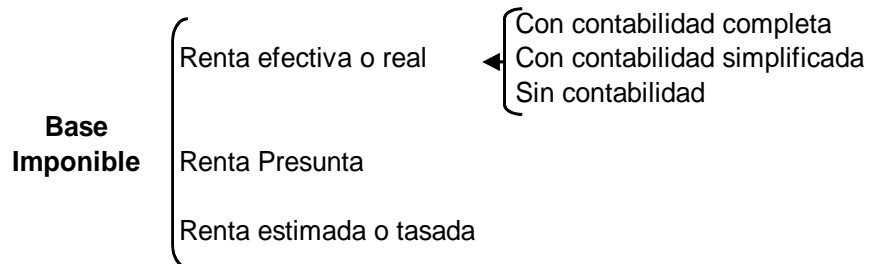 Base
Imponible
Renta efectiva o real
Con contabilidad completa
Con contabilidad simplificada
Sin contabilidad
Renta Presunta
Renta estimada o tasada